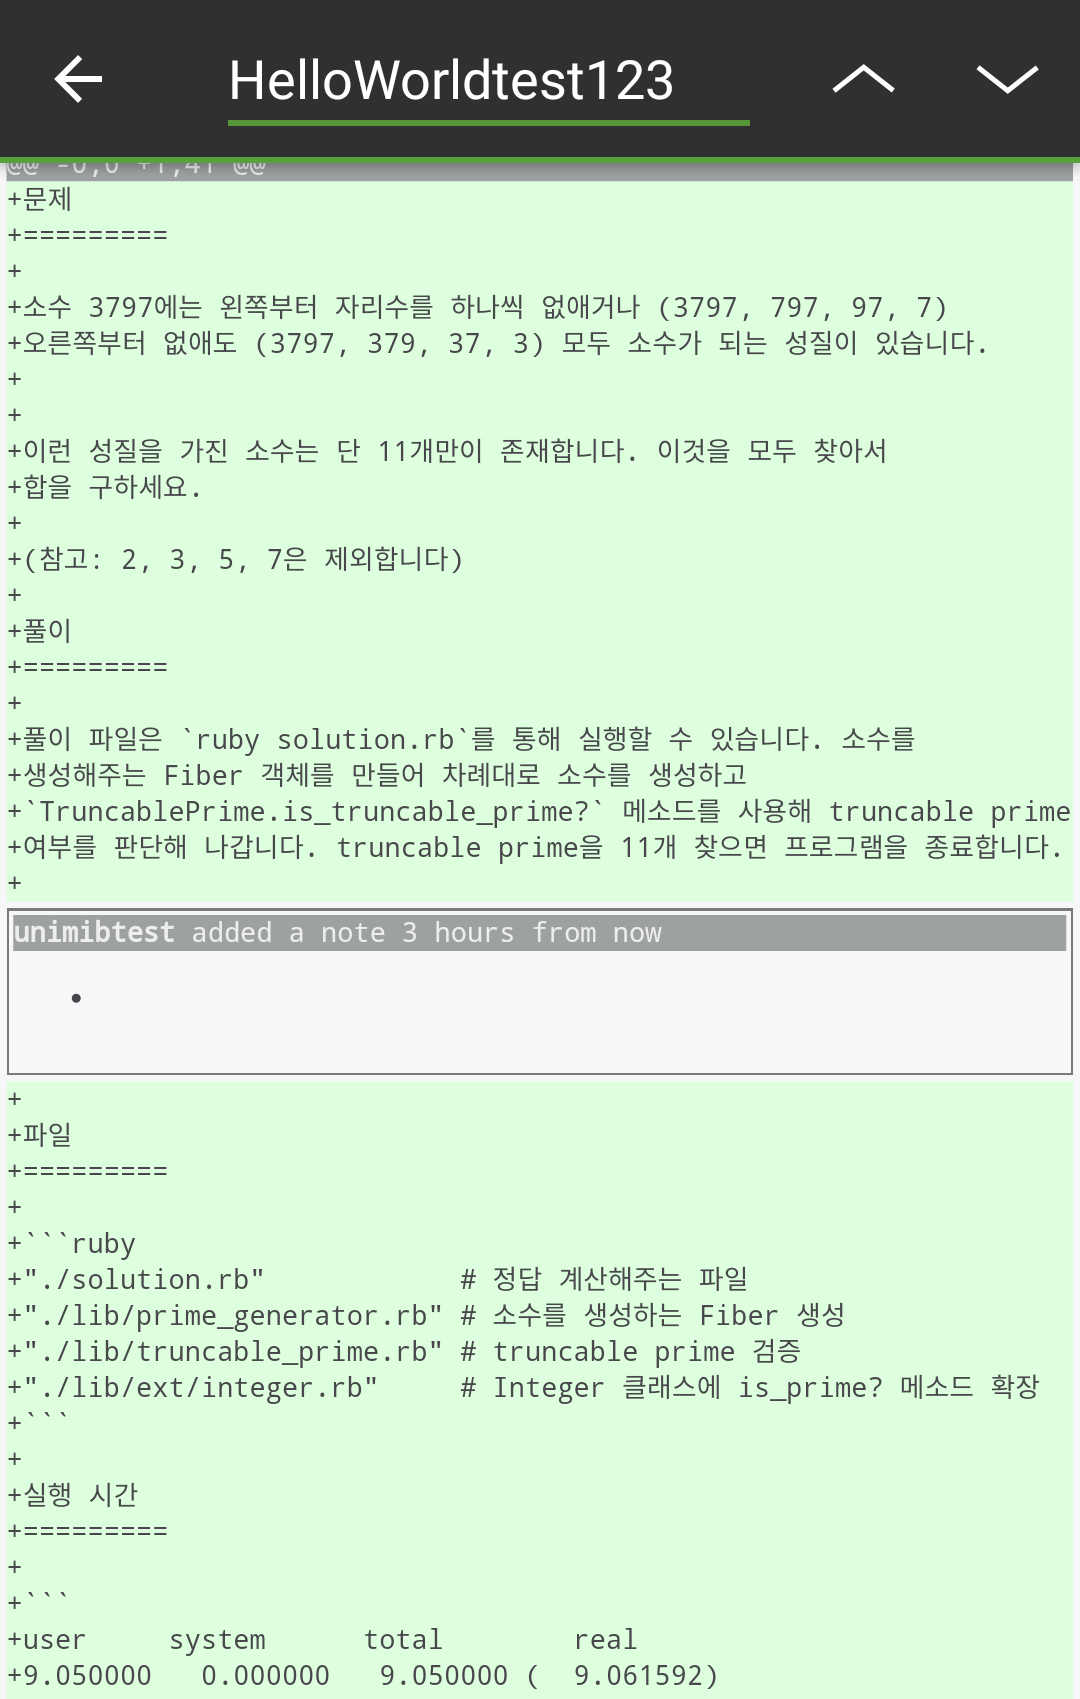 HelloWorldtest123
@@ -0,0 +1,41 @@
+문제
+=========
+
+소수 3797에는 왼쪽부터 자리수를 하나씩 없애거나 (3797, 797, 97, 7)
+오른쪽부터 없애도 (3797, 379, 37, 3) 모두 소수가 되는 성질이 있습니다.
+
+
+이런 성질을 가진 소수는 단 11개만이 존재합니다. 이것을 모두 찾아서
+합을 구하세요.
+
+(참고: 2, 3, 5, 7은 제외합니다)
+
+풀이
+=========
+
+풀이 파일은 `ruby solution.rb`를 통해 실행할 수 있습니다. 소수를
+생성해주는 Fiber 객체를 만들어 차례대로 소수를 생성하고
+`TruncablePrime.is_truncable_prime?` 메소드를 사용해 truncable prime
+여부를 판단해 나갑니다. truncable prime을 11개 찾으면 프로그램을 종료합니다.
+
unimibtest added a note 3 hours from now
•
+
+파일
+=========
+
+```ruby
+"./solution.rb"            # 정답 계산해주는 파일
+"./lib/prime_generator.rb" # 소수를 생성하는 Fiber 생성
+"./lib/truncable_prime.rb" # truncable prime 검증
+"./lib/ext/integer.rb"     # Integer 클래스에 is_prime? 메소드 확장
+```
+
+실행 시간
+=========
+
+```
+user     system      total        real
+9.050000   0.000000   9.050000 (  9.061592)